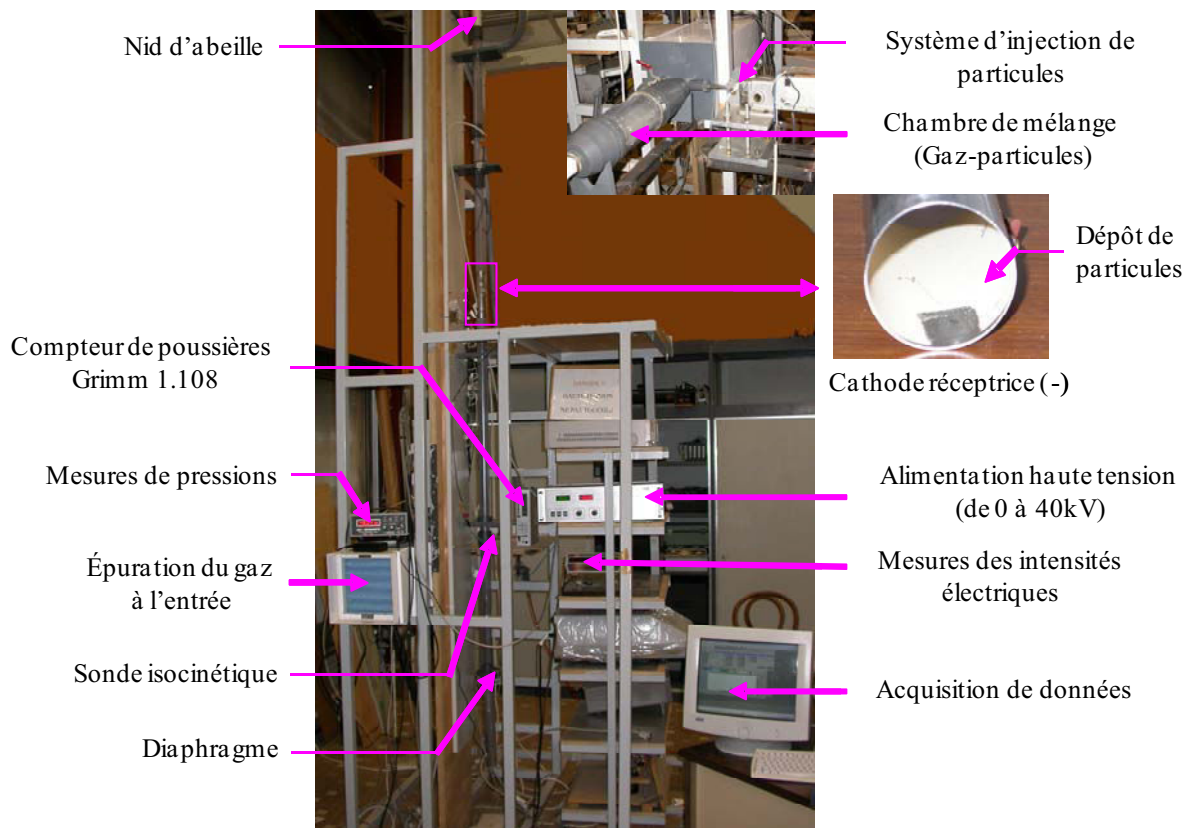 Nid d'abeille
Système d'injection de
particules
Chambre de mélange
(Gaz-particules)
Dépôt de
particules
Compteur de poussières
Grimm 1.108
Cathode réceptrice (-)
Mesures de pressions
Alimentation haute tension
(de 0 à 40kV)
Épuration du gaz
à l'entrée
Mesures des intensités
électriques
Sonde isocinétique
Acquisition de données
Diaphragme